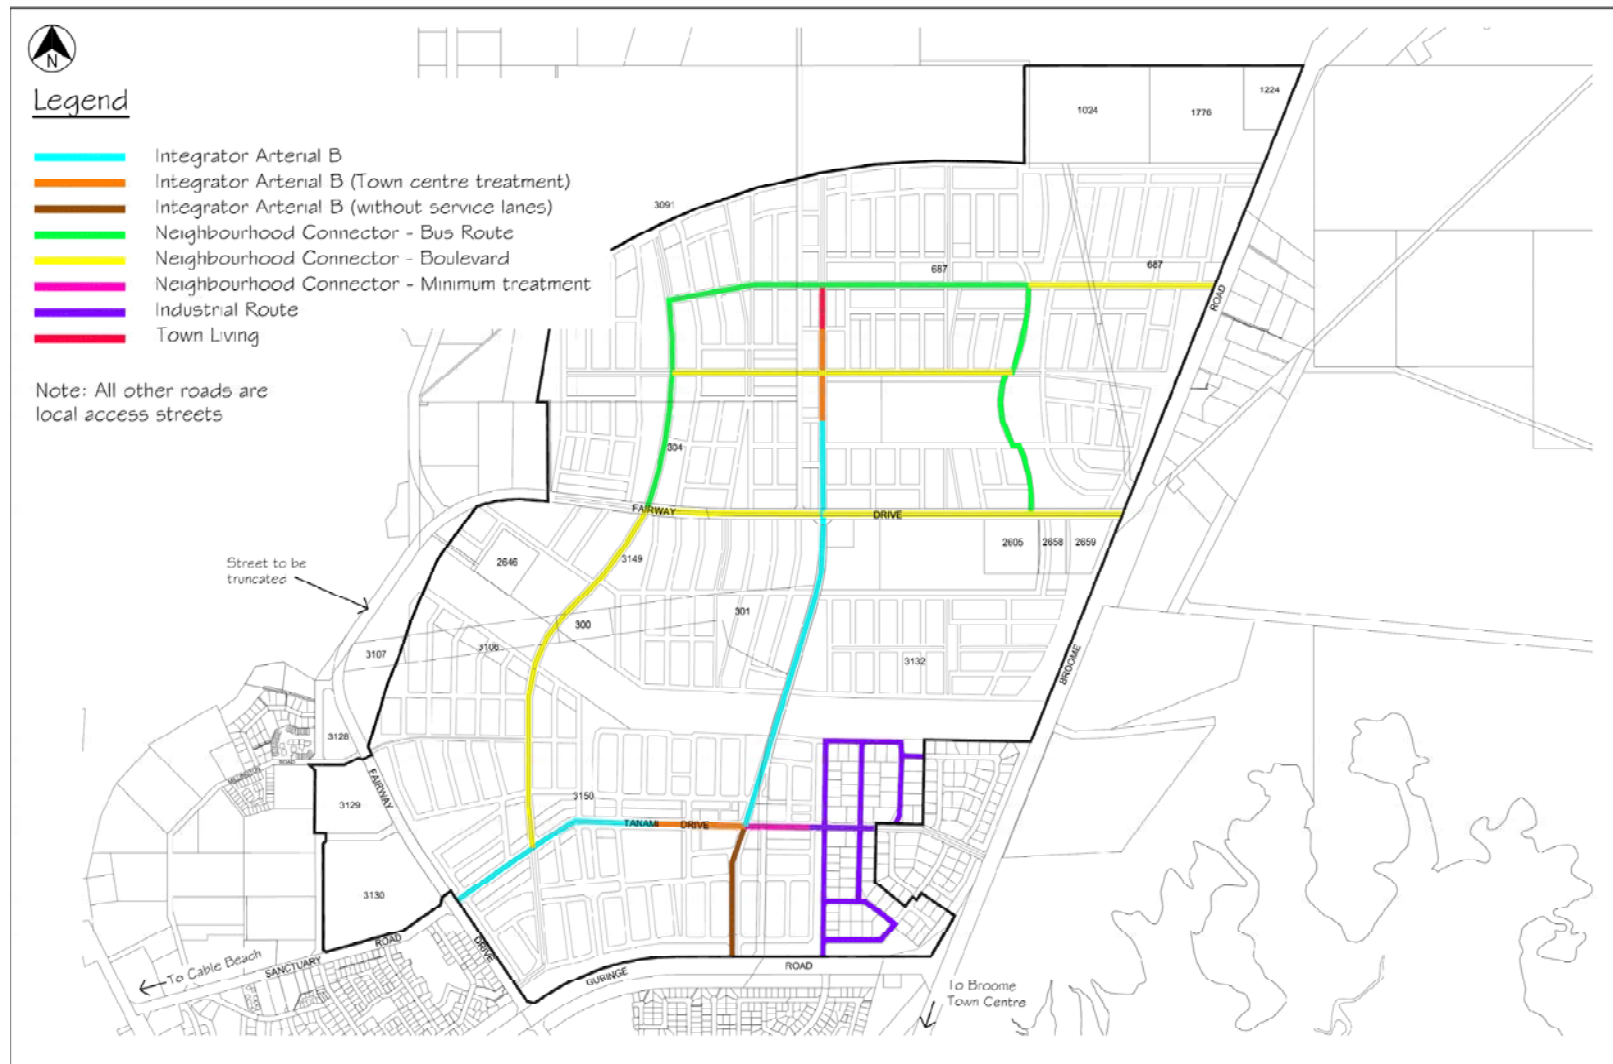 N
Legend
Integrator Arterial B
Integrator Arterial B (Town centre treatment)
Integrator Arterial B (without service lanes)
Neighbourhood Connector - Bus Route
Neighbourhood Connector - Boulevard
Neighbourhood Connector - Minimum treatment
Industrial Route
Town Living
Note: All other roads are
local access streets
1024
1776
1224
3091
687
687
ROAD
304
FAIRWAY
DRIVE
2605
2658
2659
2646
3149
Street to be
truncated
300
301
3107
3106
3132
BROOME
3128
ROAD
FAIRWAY
3129
3150
TANAMI
DRIVE
3130
ROAD
DRIVE
SANCTUARY
To Cable Beach
GURINGE
ROAD
To Broome
Town Centre